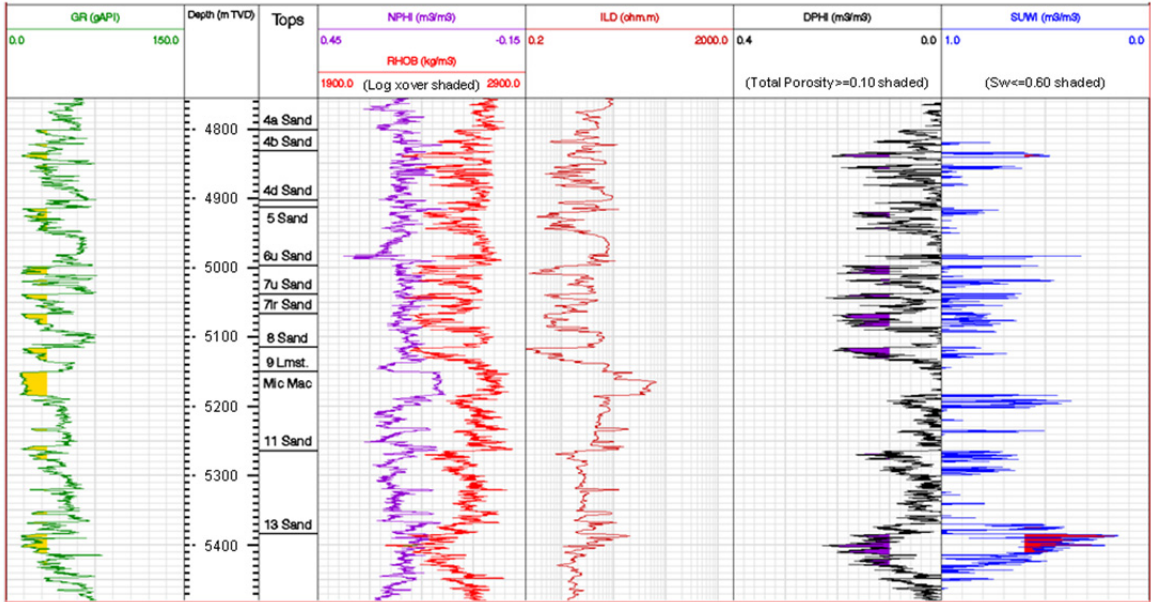 GR (gAPI) Depth (m TVD) Tops NPHI (m3/m3) ILD (ohm.m) DPHI (m3/m3) SUWI (m3/m3)
0.0 150.0 0.45 -0.15 0.2 2000.0 0.4 0.0 1.0 0.0
RHOB (kg/m3)
1900.0 (Log xover shaded) 2900.0 (Total Porosity>=0.10 shaded) (Sw<=0.60 shaded)
4a Sand
4800
4b Sand
4d Sand
4900
5 Sand
6u Sand
5000
7u Sand
7lr Sand
5100
8 Sand
9 Lmst.
Mic Mac
5200
11 Sand
5300
13 Sand
5400